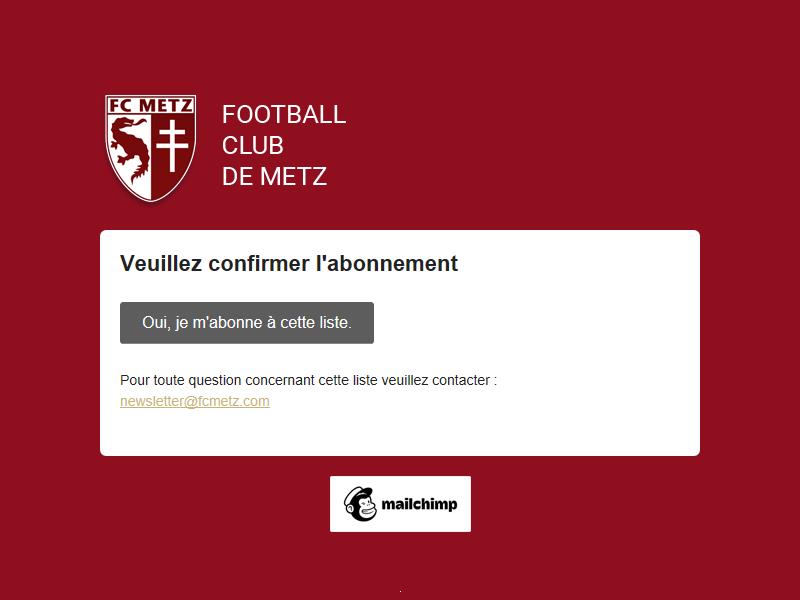 FC METZ
FOOTBALL
CLUB
DE METZ
Veuillez confirmer l'abonnement
Oui, je m'abonne à cette liste.
Pour toute question concernant cette liste veuillez contacter :
newsletter@fcmetz.com
mailchimp